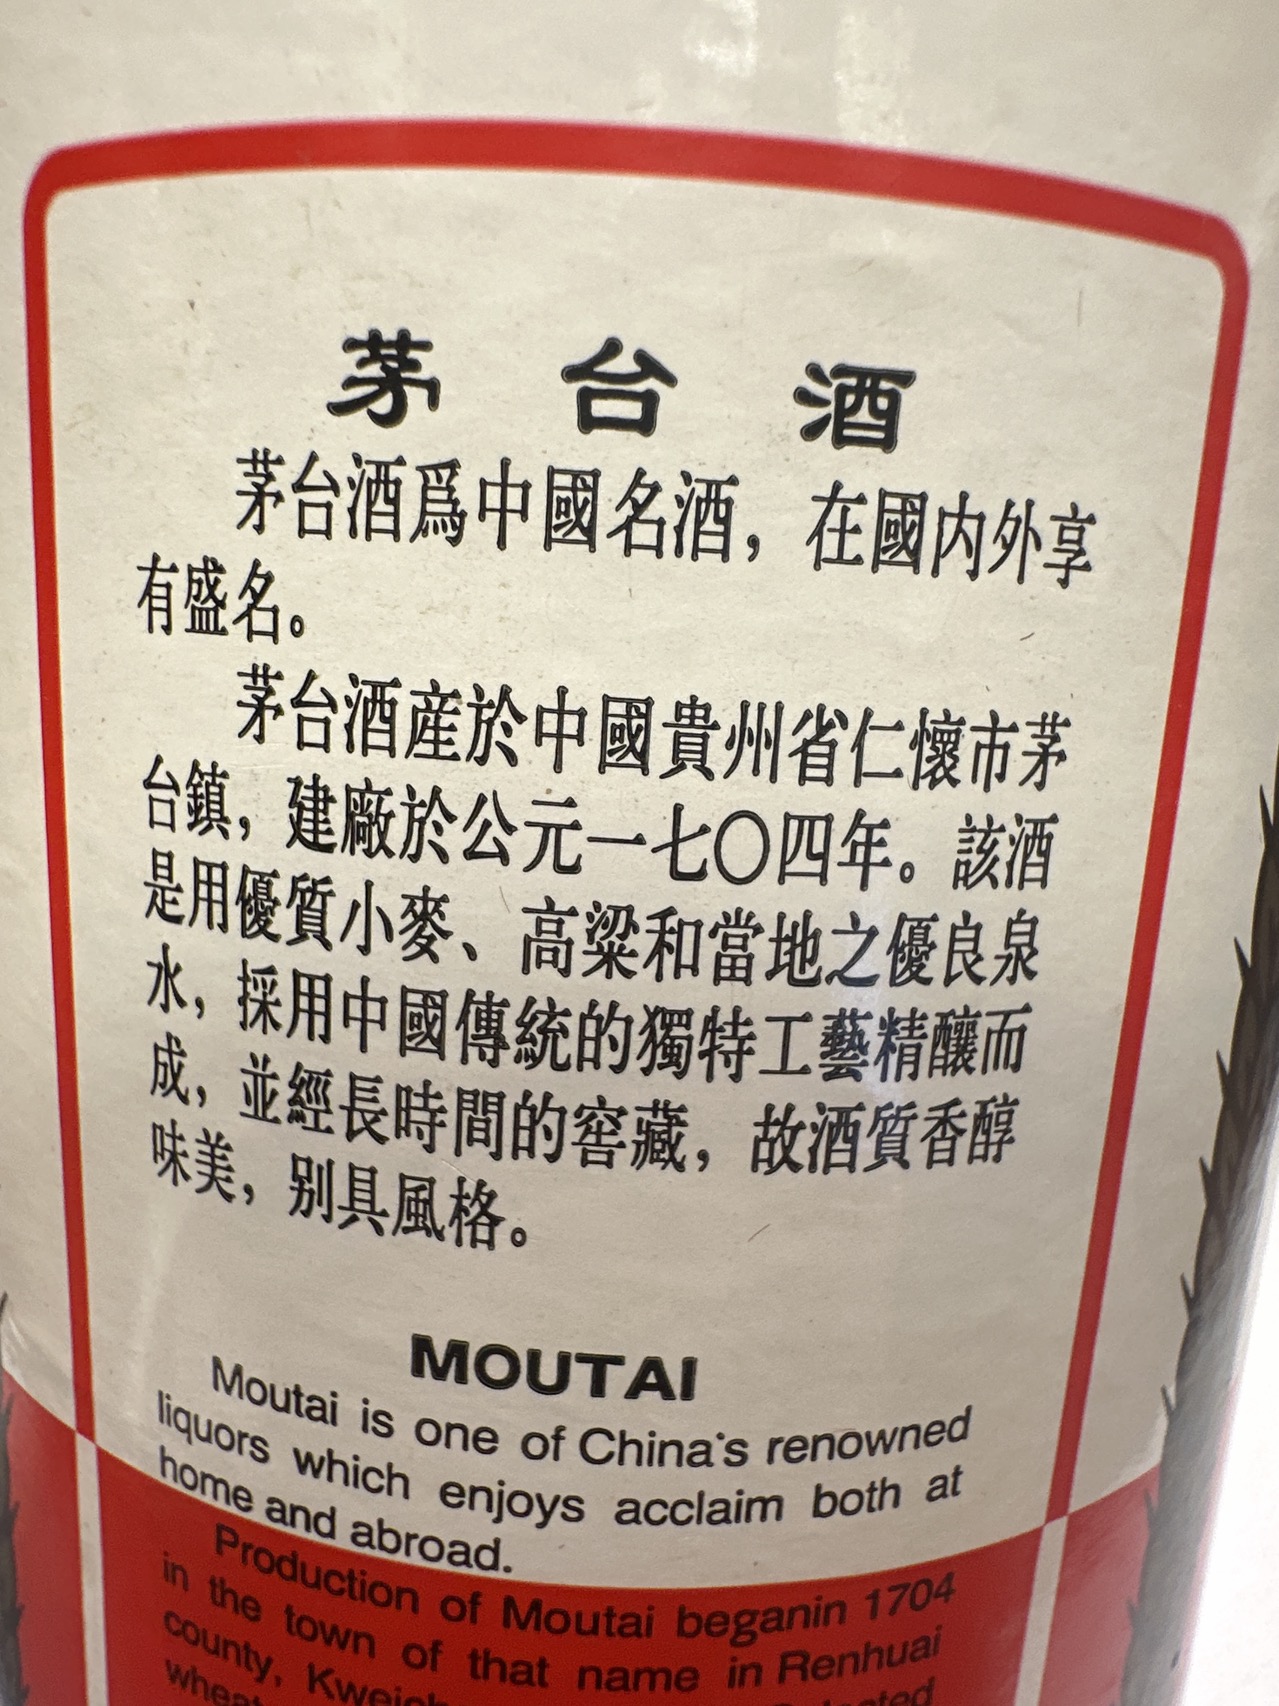 茅台酒
茅台酒爲中國名酒，在國内外享
有盛名。
茅台酒産於中國貴州省仁懷市茅
台鎮，建廠於公元一七〇四年。該酒
是用優質小麥、高粱和當地之優良泉
水，採用中國傳統的獨特工藝精釀而
成，並經長時間的窖藏，故酒質香醇
味美，别具風格。
MOUTAI
Moutai is one of China's renowned
liquors which enjoys acclaim both at
home and abroad.
Production of Moutai beganin 1704
in the town of that name in Renhuai
county,